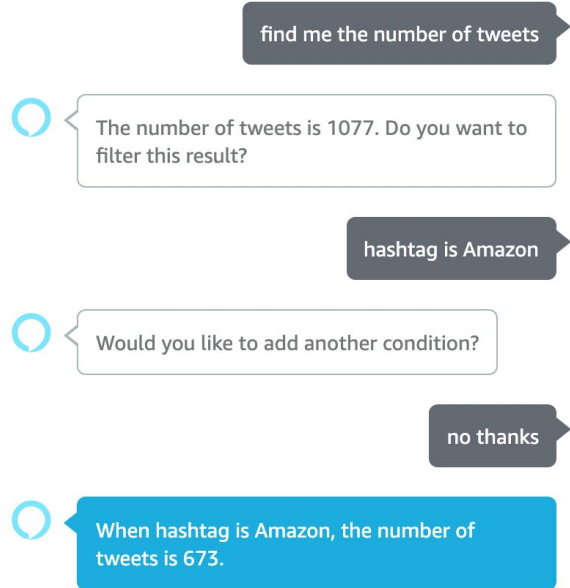 find me the number of tweets
The number of tweets is 1077. Do you want to
filter this result?
hashtag is Amazon
Would you like to add another condition?
no thanks
When hashtag is Amazon, the number of
tweets is 673.